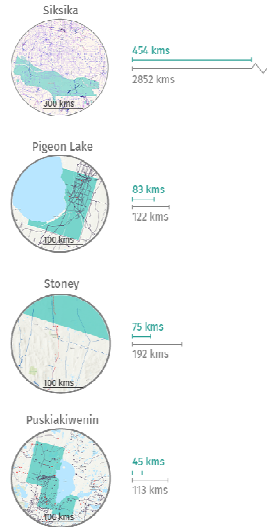 Siksika
454 kms
2852 kms
300 kms
Pigeon Lake
83 kms
122 kms
100 kms
Stoney
75 kms
192 kms
100 kms
Puskiakiwenin
45 kms
113 kms
100 kms